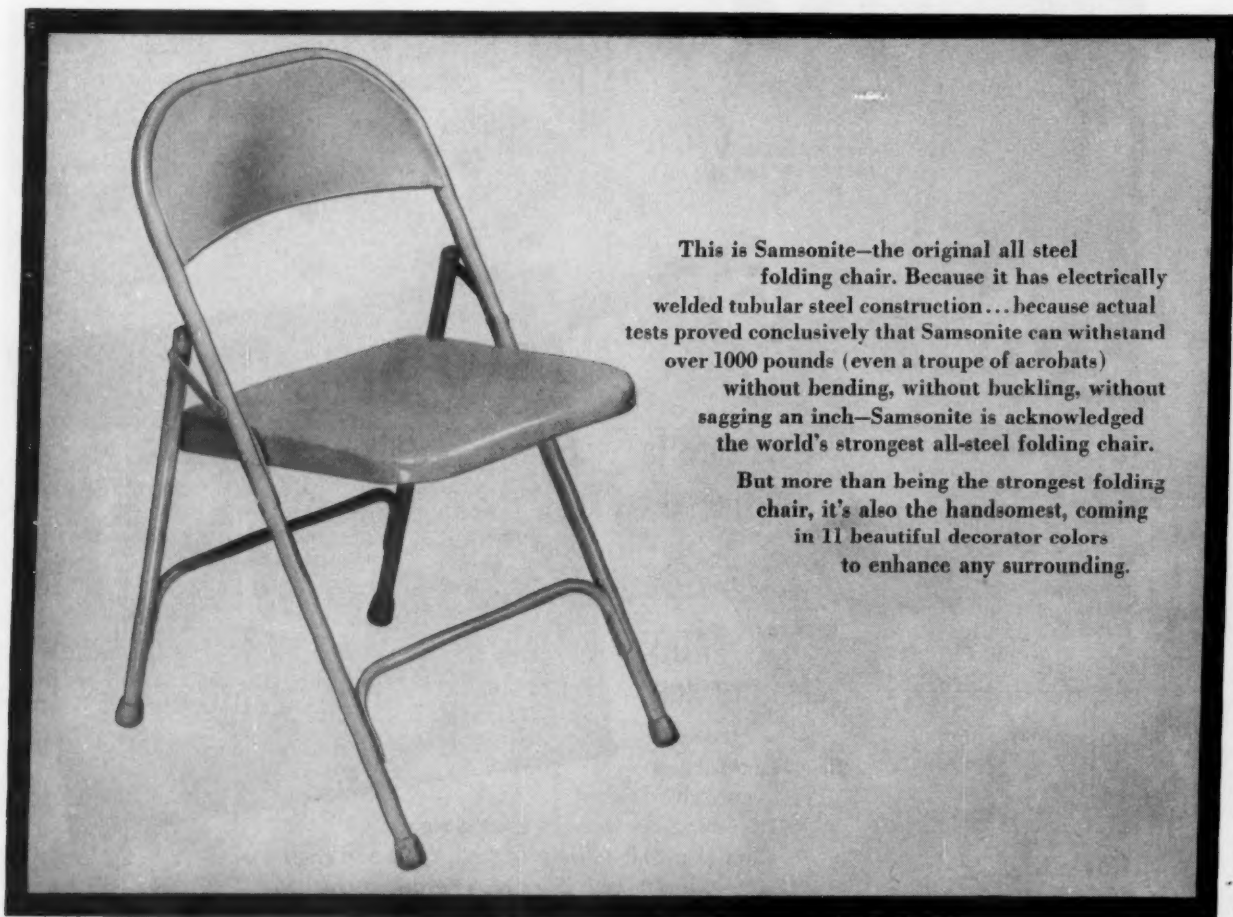 This is Samsonite—the original all steel
folding chair. Because it has electrically
welded tubular steel construction...because actual
tests proved conclusively that Samsonite can withstand
over 1000 pounds (even a troupe of acrobats)
without bending, without buckling, without
sagging an inch—Samsonite is acknowledged
the world's strongest all-steel folding chair.
But more than being the strongest folding
chair, it's also the handsomest, coming
in 11 beautiful decorator colors
to enhance any surrounding.